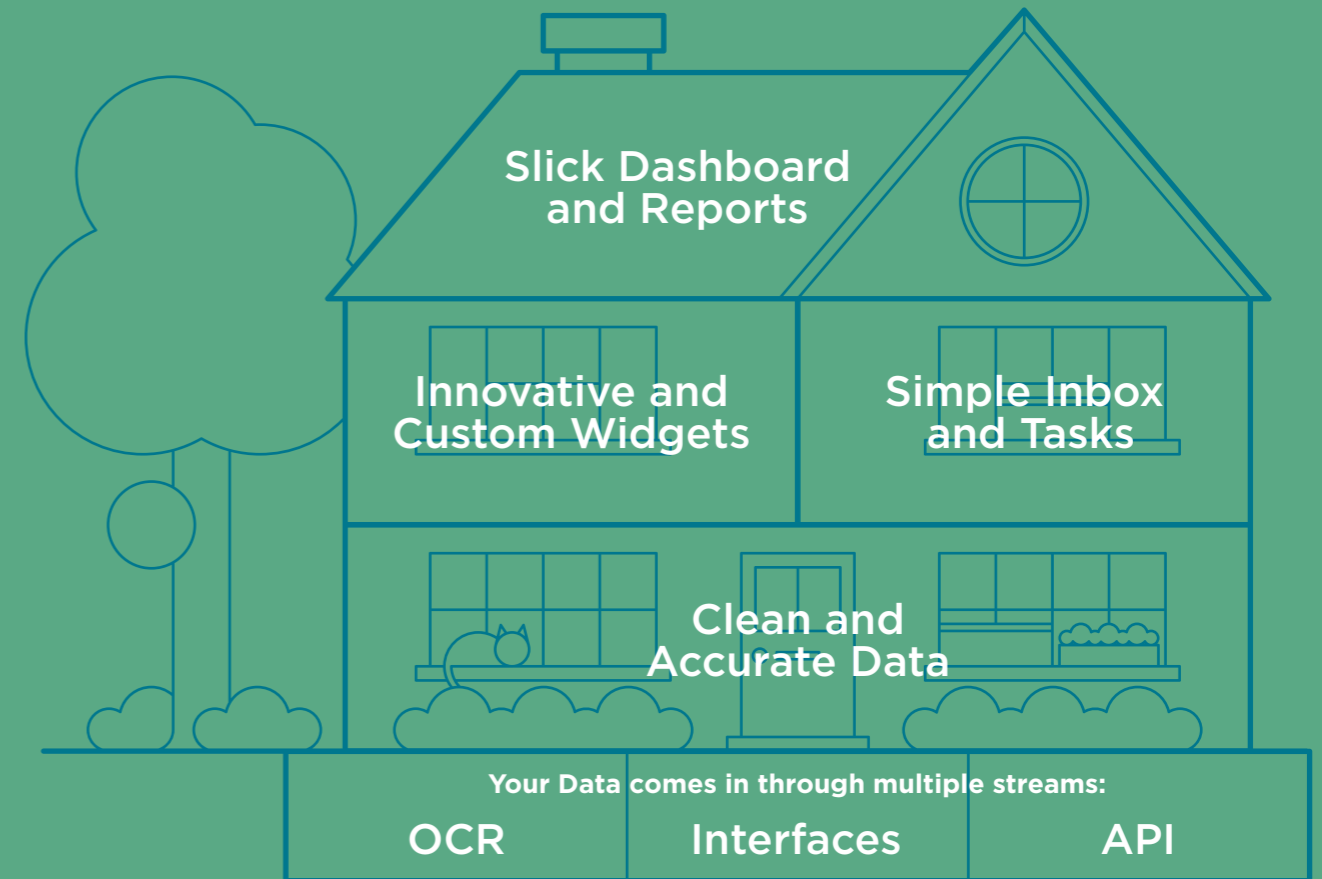 Slick Dashboard
and Reports
Innovative and
Custom Widgets
Simple Inbox
and Tasks
Clean and
Accurate Data
Your Data comes in through multiple streams:
OCR
Interfaces
API